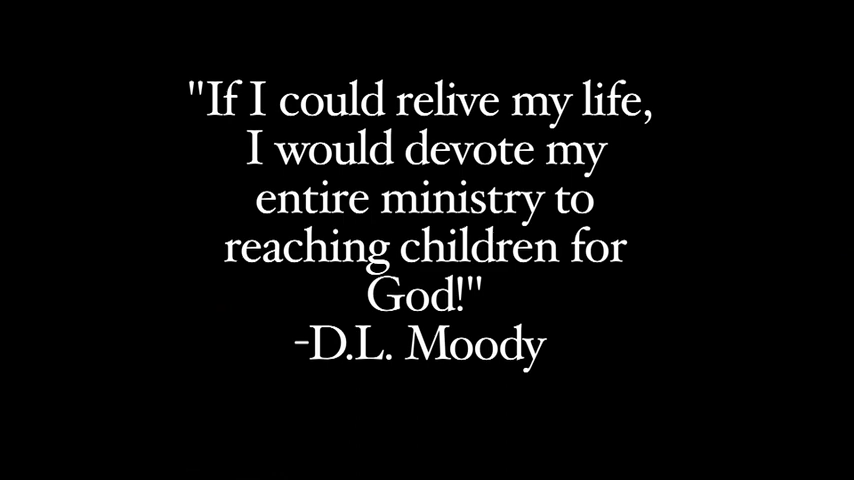 "If I could relive my life,
I would devote my
entire ministry to
reaching children for
God!"
-D.L. Moody